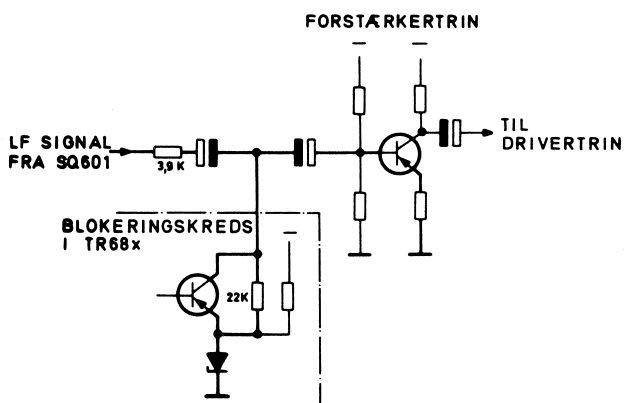 FORSTÆRKERTRIN
LF SIGNAL
FRA SQ601
3,9 K
TIL
DRIVERTRIN
BLOKERINGSKREDS
I TR68x
22K